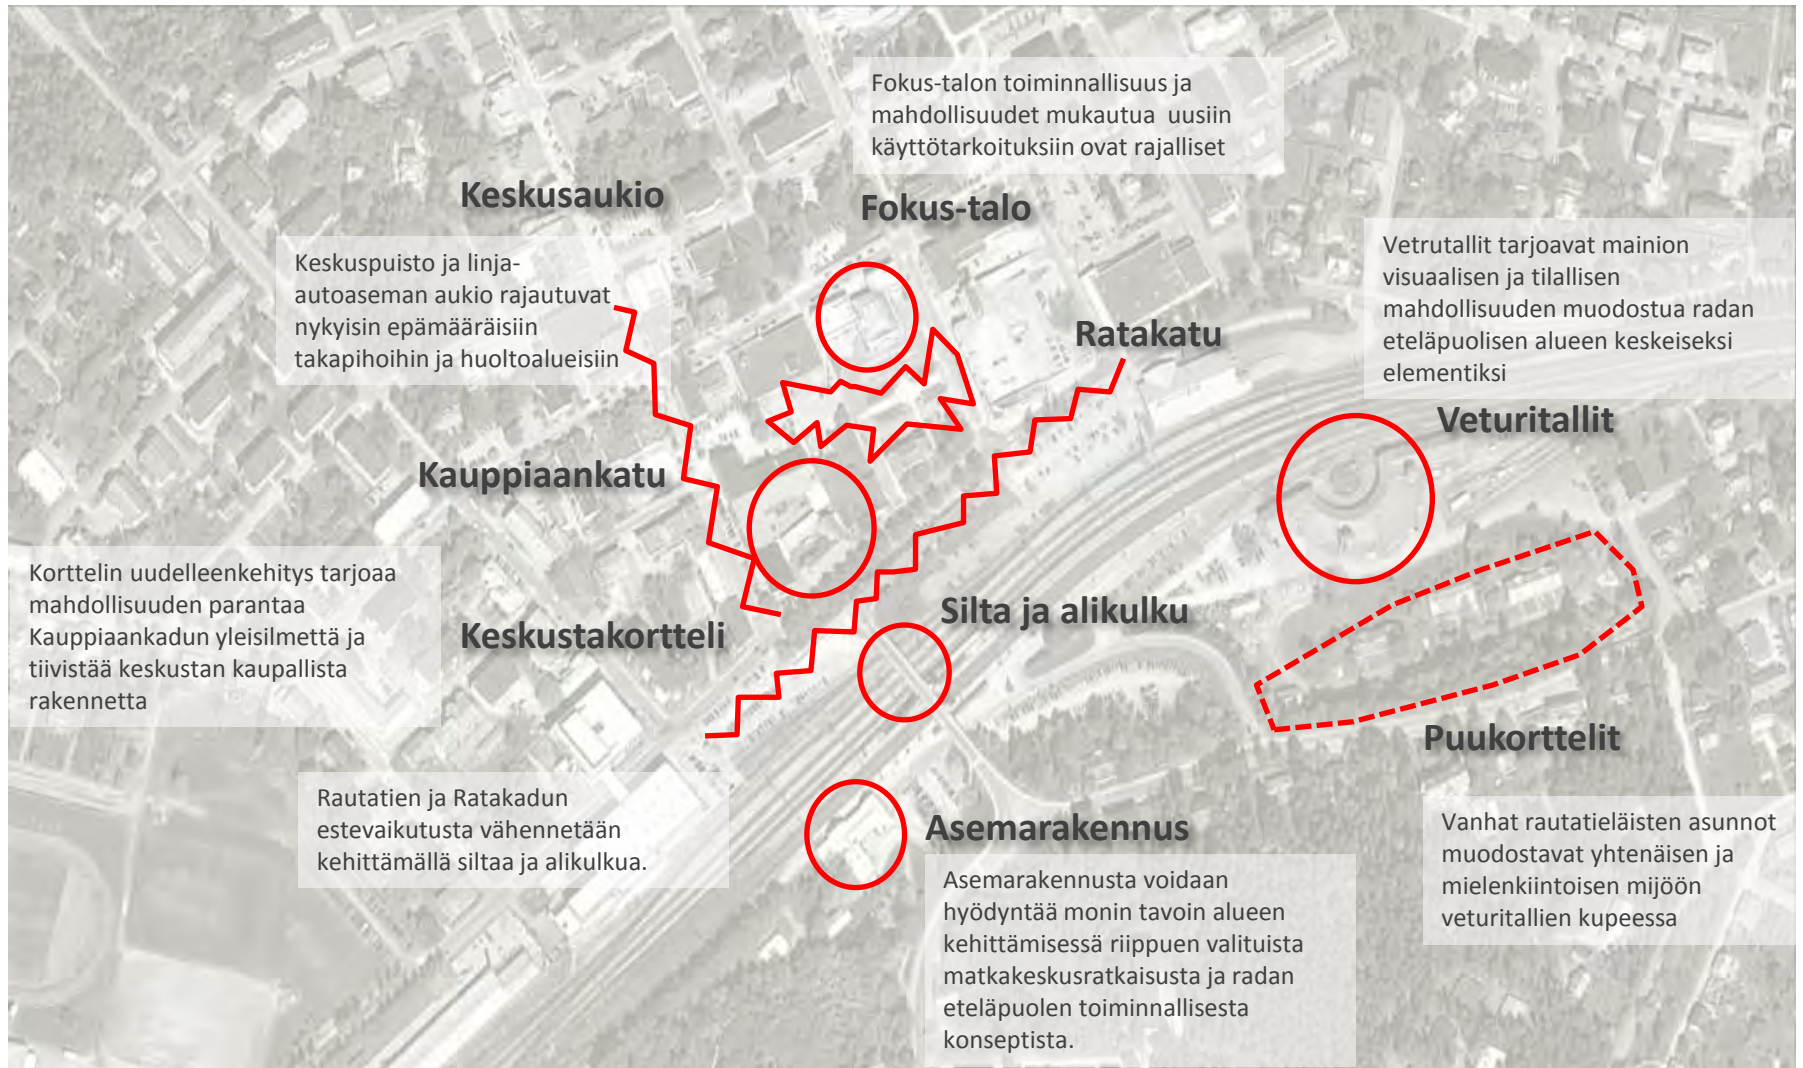 Fokus-talon toiminnallisuus ja
mahdollisuudet mukautua uusiin
käyttötarkoituksiin ovat rajalliset
Keskusaukio
Fokus-talo
Keskuspuisto ja linja-
autoaseman aukio rajautuvat
nykyisin epämääräisiin
takapihoihin ja huoltoalueisiin
Vetrutallit tarjoavat mainion
visuaalisen ja tilallisen
mahdollisuuden muodostua radan
eteläpuolisen alueen keskeiseksi
elementiksi
Ratakatu
Veturitallit
Kauppiaankatu
Korttelin uudelleenkehitys tarjoaa
mahdollisuuden parantaa
Kauppiaankadun yleisilmettä ja
tiivistää keskustan kaupallista
rakennetta
Keskustakortteli
Silta ja alikulku
Puukorttelit
Rautatien ja Ratakadun
estevaikutusta vähennetään
kehittämällä siltaa ja alikulkua.
Asemarakennus
Asemarakennusta voidaan
hyödyntää monin tavoin alueen
kehittämisessä riippuen valituista
matkakeskusratkaisusta ja radan
eteläpuolen toiminnallisesta
konseptista.
Vanhat rautatieläisten asunnot
muodostavat yhtenäisen ja
mielenkiintoisen mijöön
veturitallien kupeessa